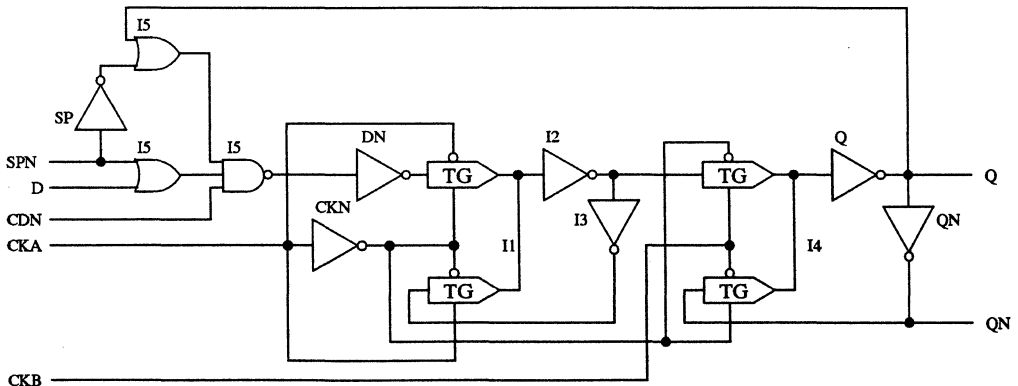 I5
SP
I5
I5
DN
I2
Q
SPN
TG
TG
Q
D
CKN
I3
QN
CDN
CKA
I1
I4
TG
TG
QN
CKB